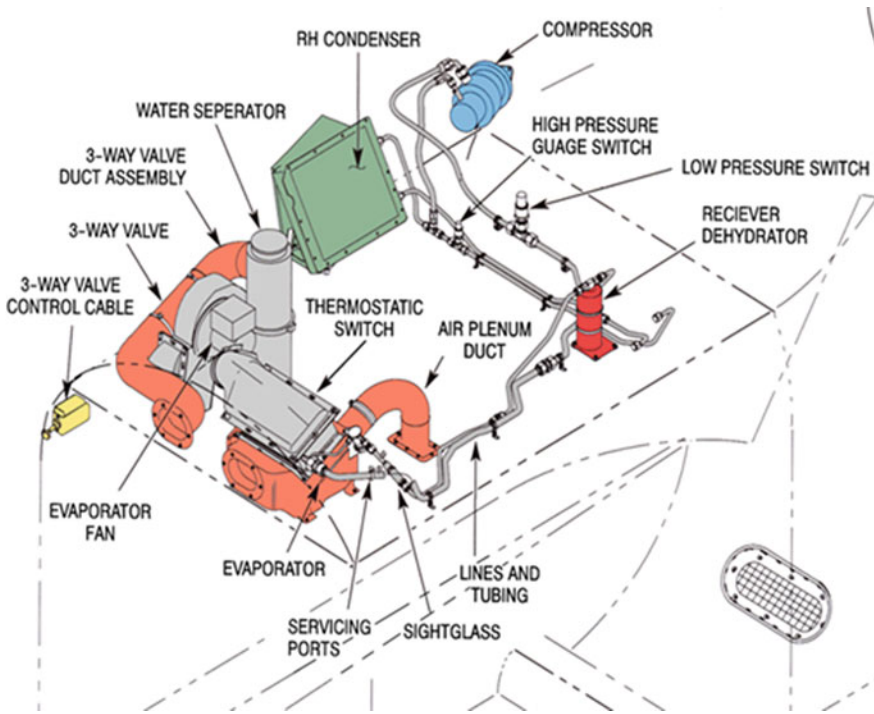 RH CONDENSER
COMPRESSOR
WATER SEPERATOR
HIGH PRESSURE
GUAGE SWITCH
3-WAY VALVE
DUCT ASSEMBLY
LOW PRESSURE SWITCH
3-WAY VALVE
RECIEVER
DEHYDRATOR
3-WAY VALVE
CONTROL CABLE
THERMOSTATIC
SWITCH
AIR PLENUM
DUCT
EVAPORATOR
FAN
EVAPORATOR
LINES AND
TUBING
SERVICING
PORTS
SIGHTGLASS